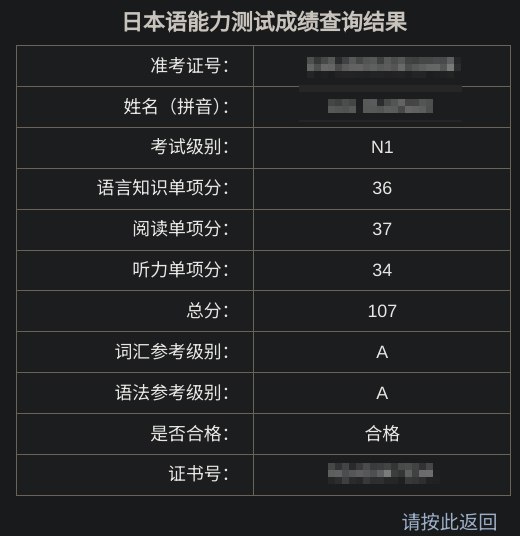 日本语能力测试成绩查询结果
准考证号：
姓名（拼音）：
考试级别： N1
语言知识单项分： 36
阅读单项分： 37
听力单项分： 34
总分： 107
词汇参考级别： A
语法参考级别： A
是否合格： 合格
证书号：
请按此返回